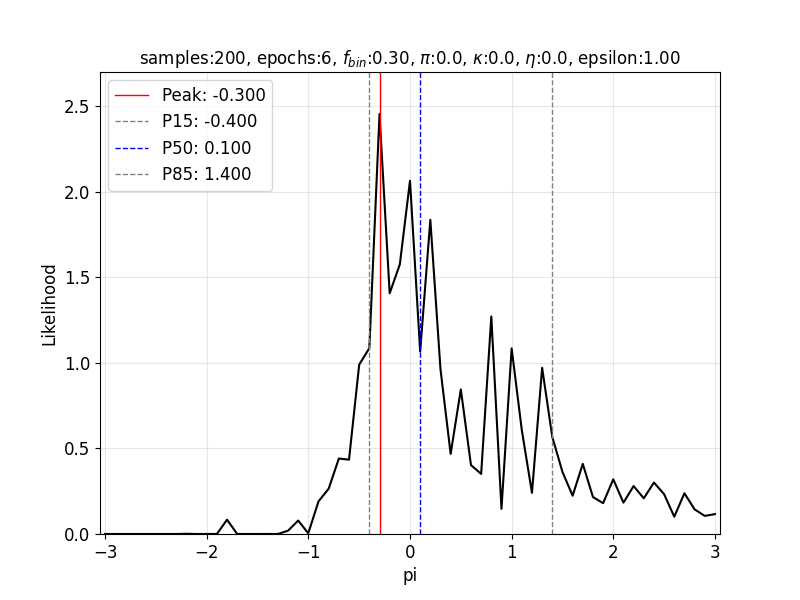 samples:200, epochs:6, f_bin:0.30, π:0.0, κ:0.0, η:0.0, epsilon:1.00
Peak: -0.300
P15: -0.400
P50: 0.100
P85: 1.400
Likelihood
2.5
2.0
1.5
1.0
0.5
0.0
−3 −2 −1 0 1 2 3
pi